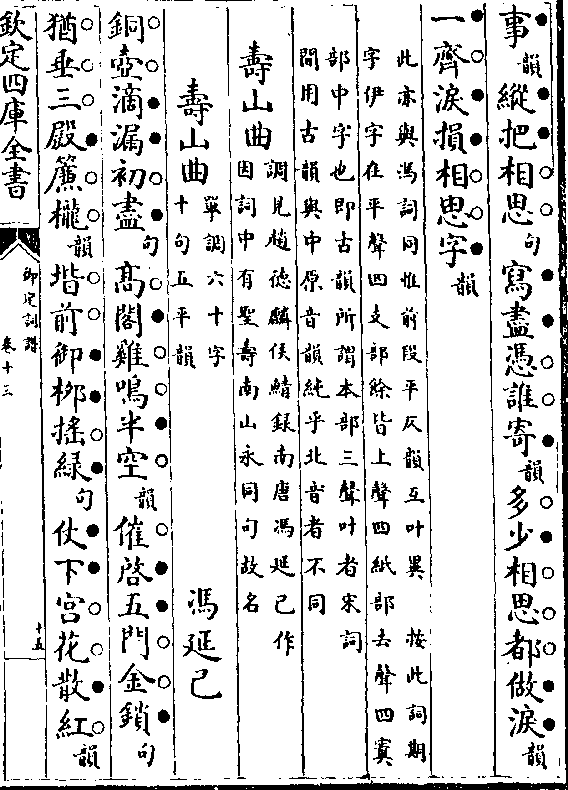 事韻縱把相思句寫盡憑誰寄韻多少相思都做淚韻
一齊淚損相思字韻
此亦與馮詞同惟前段平仄韻互叶異　按此詞期
字伊字在平聲四支部餘皆上聲四紙部去聲四寘
部中字也即古韻所謂本部三聲叶者宋詞
間用古韻與中原音韻純乎北音者不同
壽山曲調見趙德麟侯鯖錄南唐馮延已作
因詞中有聖壽南山永同句故名
壽山曲單調六十字
十句五平韻　馮延已
銅壺滴漏初盡句高閣雞鳴半空韻催啓五門金鎖句
猶垂三殿簾櫳韻堦前御栁搖綠句仗下宮花散紅韻
欽定四庫全書
御定詞譜
卷十三
十五